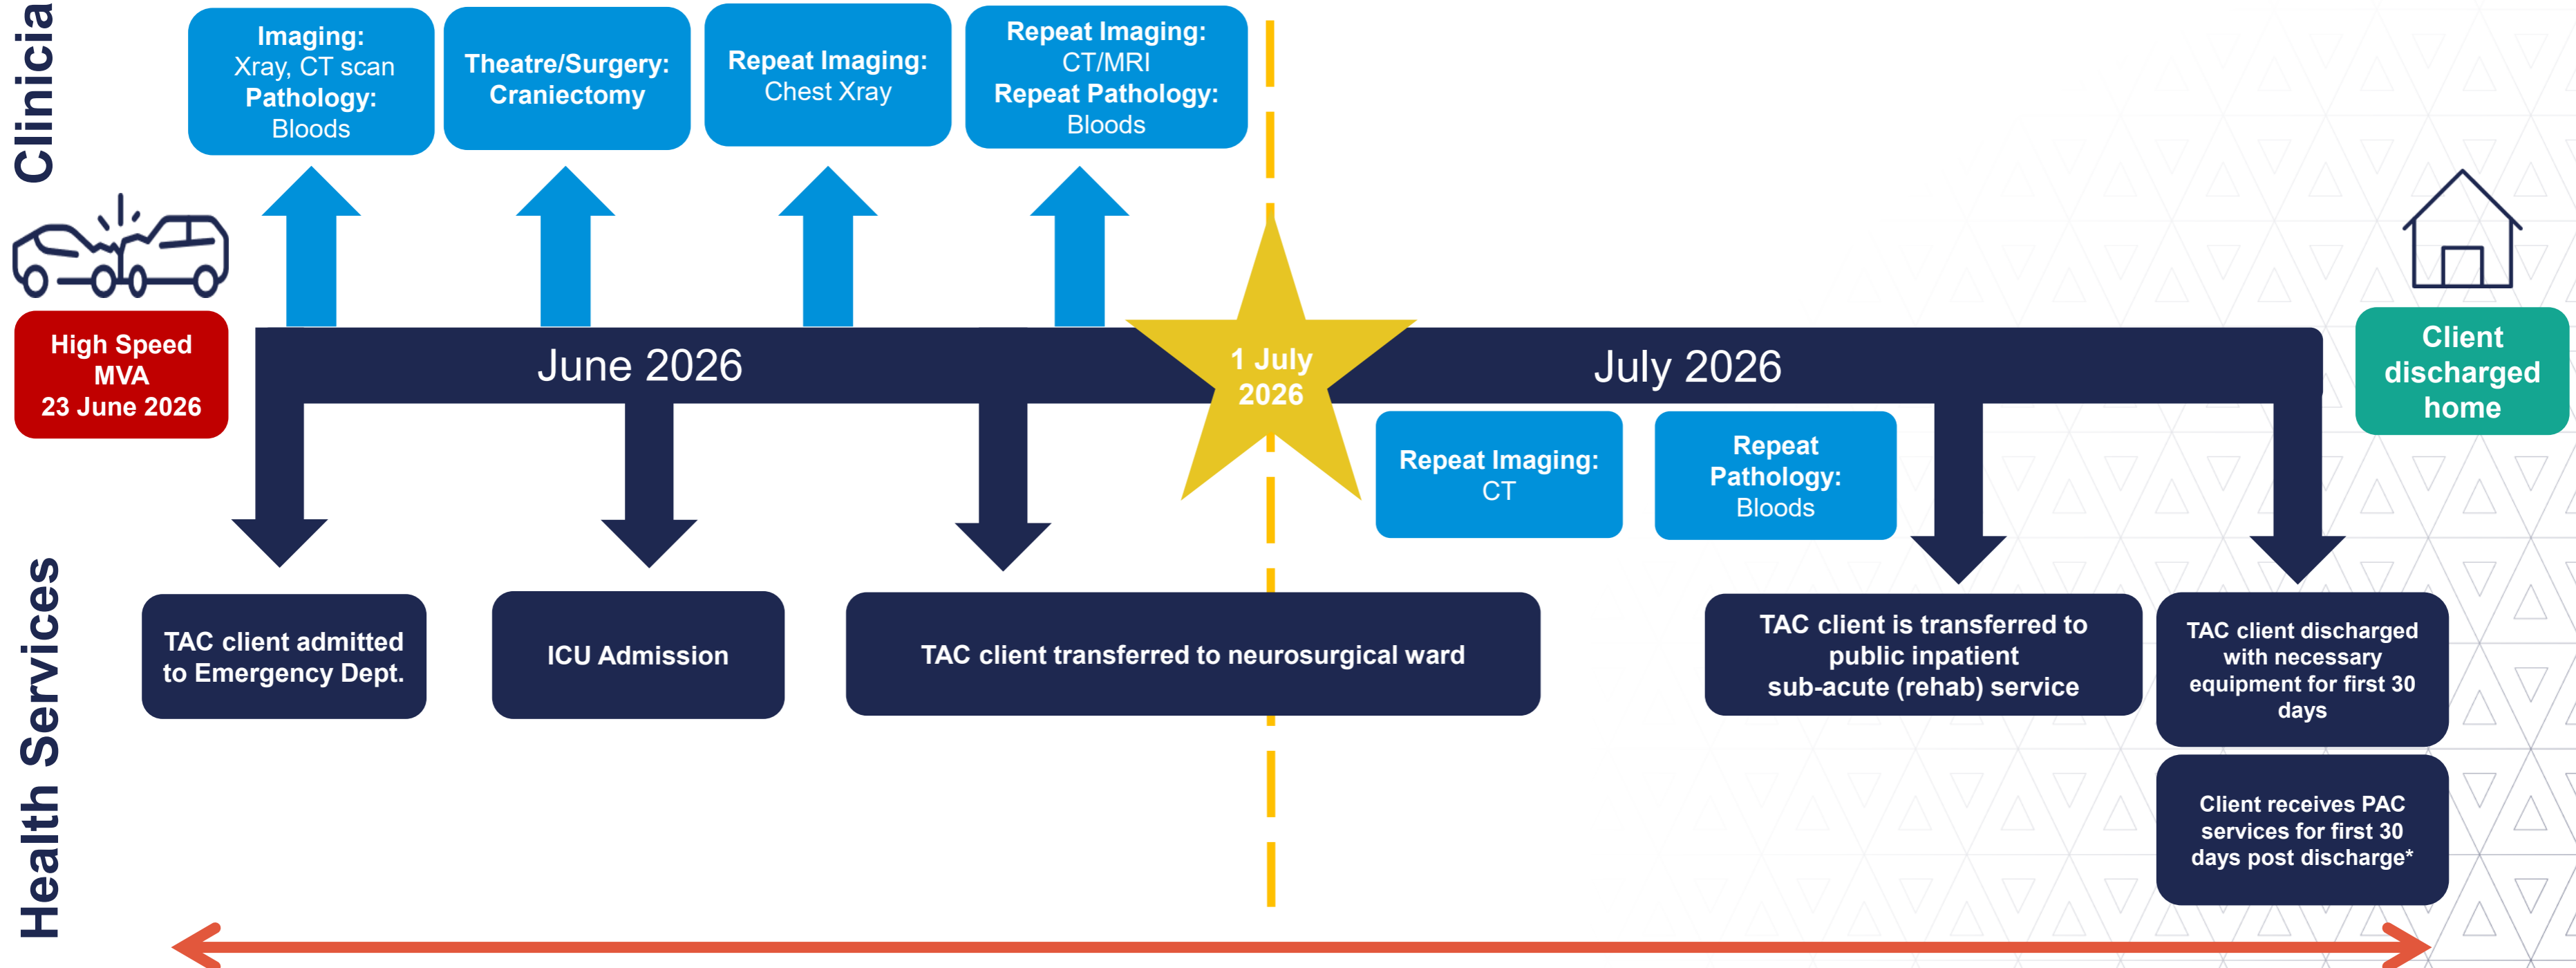 Clinicia
Imaging:
Xray, CT scan
Pathology:
Bloods
Theatre/Surgery:
Craniectomy
Repeat Imaging:
Chest Xray
Repeat Imaging:
CT/MRI
Repeat Pathology:
Bloods
High Speed
MVA
23 June 2026
June 2026
1 July
2026
July 2026
Client
discharged
home
Repeat Imaging:
CT
Repeat
Pathology:
Bloods
Health Services
TAC client admitted
to Emergency Dept.
ICU Admission
TAC client transferred to neurosurgical ward
TAC client is transferred to
public inpatient
sub-acute (rehab) service
TAC client discharged
with necessary
equipment for first 30
days
Client receives PAC
services for first 30
days post discharge*